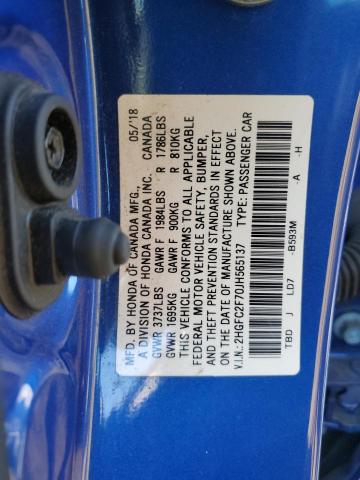 MFD. BY HONDA OF CANADA MFG., 05/18
A DIVISION OF HONDA CANADA INC. CANADA
GVWR 3737LBS GAWR F 1984LBS R 1786LBS
GVWR 1695KG GAWR F 900KG R 810KG
THIS VEHICLE CONFORMS TO ALL APPLICABLE
FEDERAL MOTOR VEHICLE SAFETY, BUMPER,
AND THEFT PREVENTION STANDARDS IN EFFECT
ON THE DATE OF MANUFACTURE SHOWN ABOVE.
V.I.N.: 2HGFC2F70JH565137 TYPE: PASSENGER CAR
TBD J LD7 -B593M -A -H